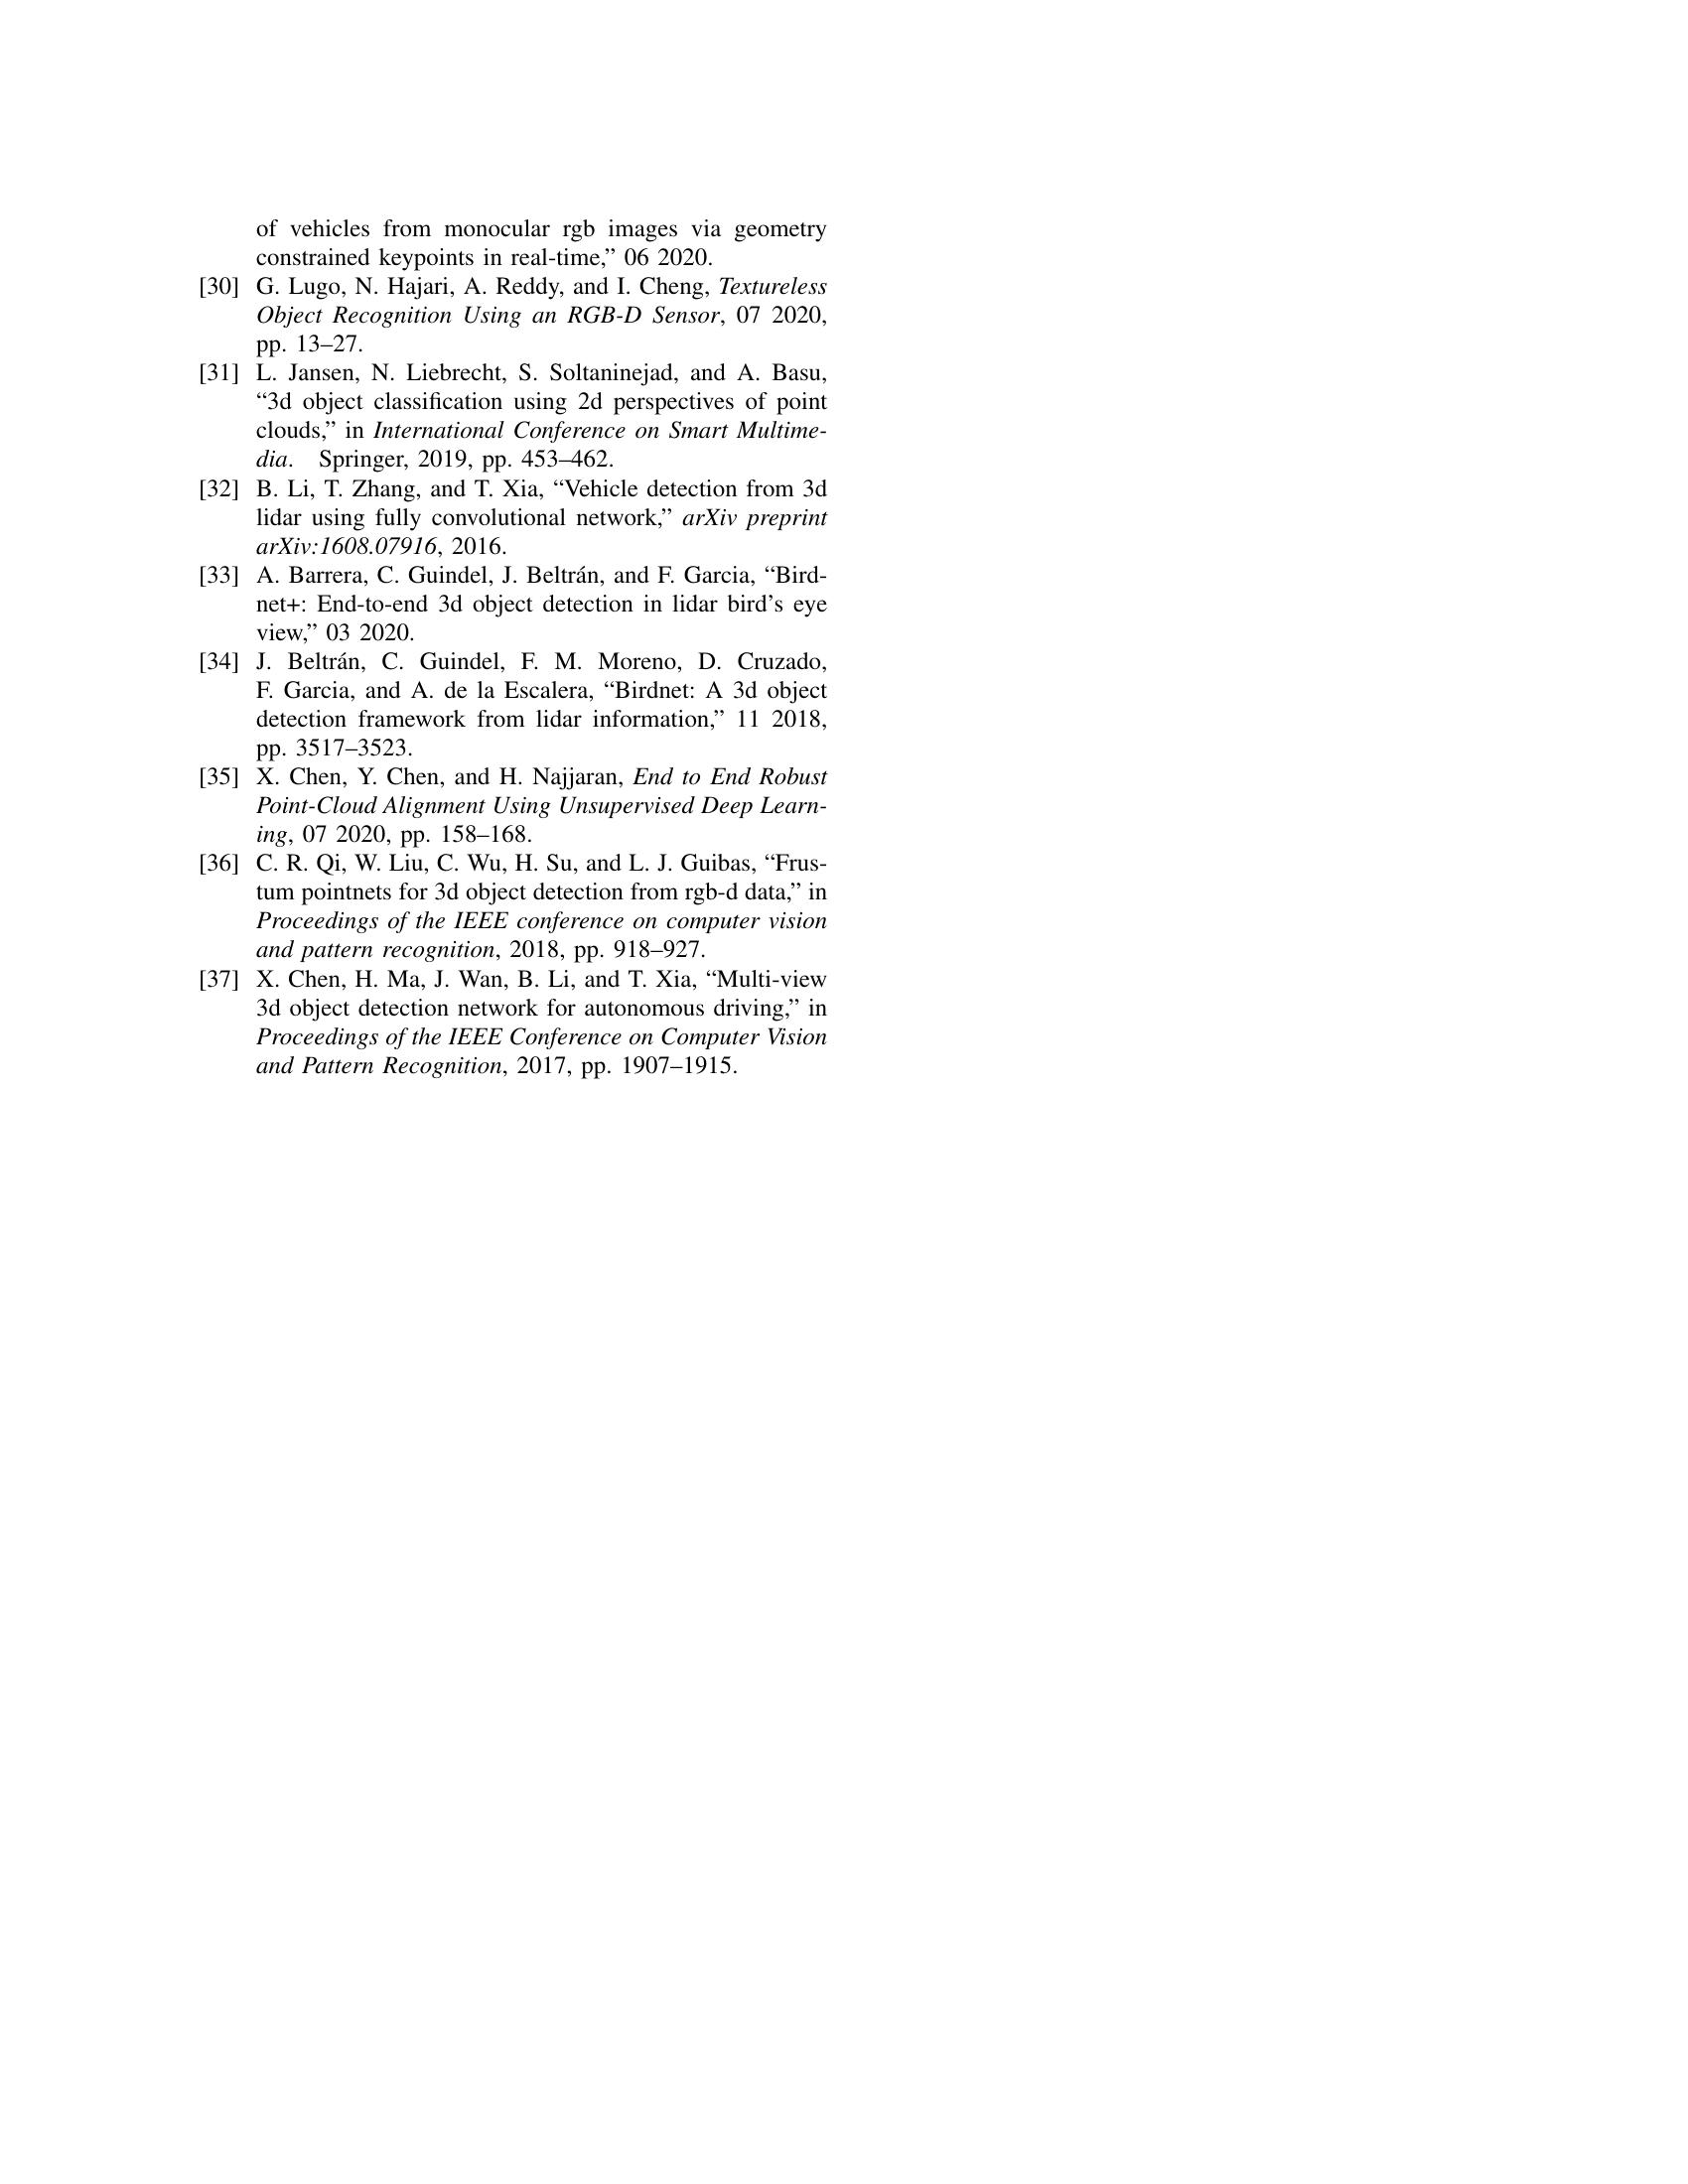 of vehicles from monocular rgb images via geometry
constrained keypoints in real-time,” 06 2020.
[30] G. Lugo, N. Hajari, A. Reddy, and I. Cheng, Textureless
Object Recognition Using an RGB-D Sensor, 07 2020,
pp. 13–27.
[31] L. Jansen, N. Liebrecht, S. Soltaninejad, and A. Basu,
“3d object classification using 2d perspectives of point
clouds,” in International Conference on Smart Multime-
dia. Springer, 2019, pp. 453–462.
[32] B. Li, T. Zhang, and T. Xia, “Vehicle detection from 3d
lidar using fully convolutional network,” arXiv preprint
arXiv:1608.07916, 2016.
[33] A. Barrera, C. Guindel, J. Beltrán, and F. Garcia, “Bird-
net+: End-to-end 3d object detection in lidar bird’s eye
view,” 03 2020.
[34] J. Beltrán, C. Guindel, F. M. Moreno, D. Cruzado,
F. Garcia, and A. de la Escalera, “Birdnet: A 3d object
detection framework from lidar information,” 11 2018,
pp. 3517–3523.
[35] X. Chen, Y. Chen, and H. Najjaran, End to End Robust
Point-Cloud Alignment Using Unsupervised Deep Learn-
ing, 07 2020, pp. 158–168.
[36] C. R. Qi, W. Liu, C. Wu, H. Su, and L. J. Guibas, “Frus-
tum pointnets for 3d object detection from rgb-d data,” in
Proceedings of the IEEE conference on computer vision
and pattern recognition, 2018, pp. 918–927.
[37] X. Chen, H. Ma, J. Wan, B. Li, and T. Xia, “Multi-view
3d object detection network for autonomous driving,” in
Proceedings of the IEEE Conference on Computer Vision
and Pattern Recognition, 2017, pp. 1907–1915.